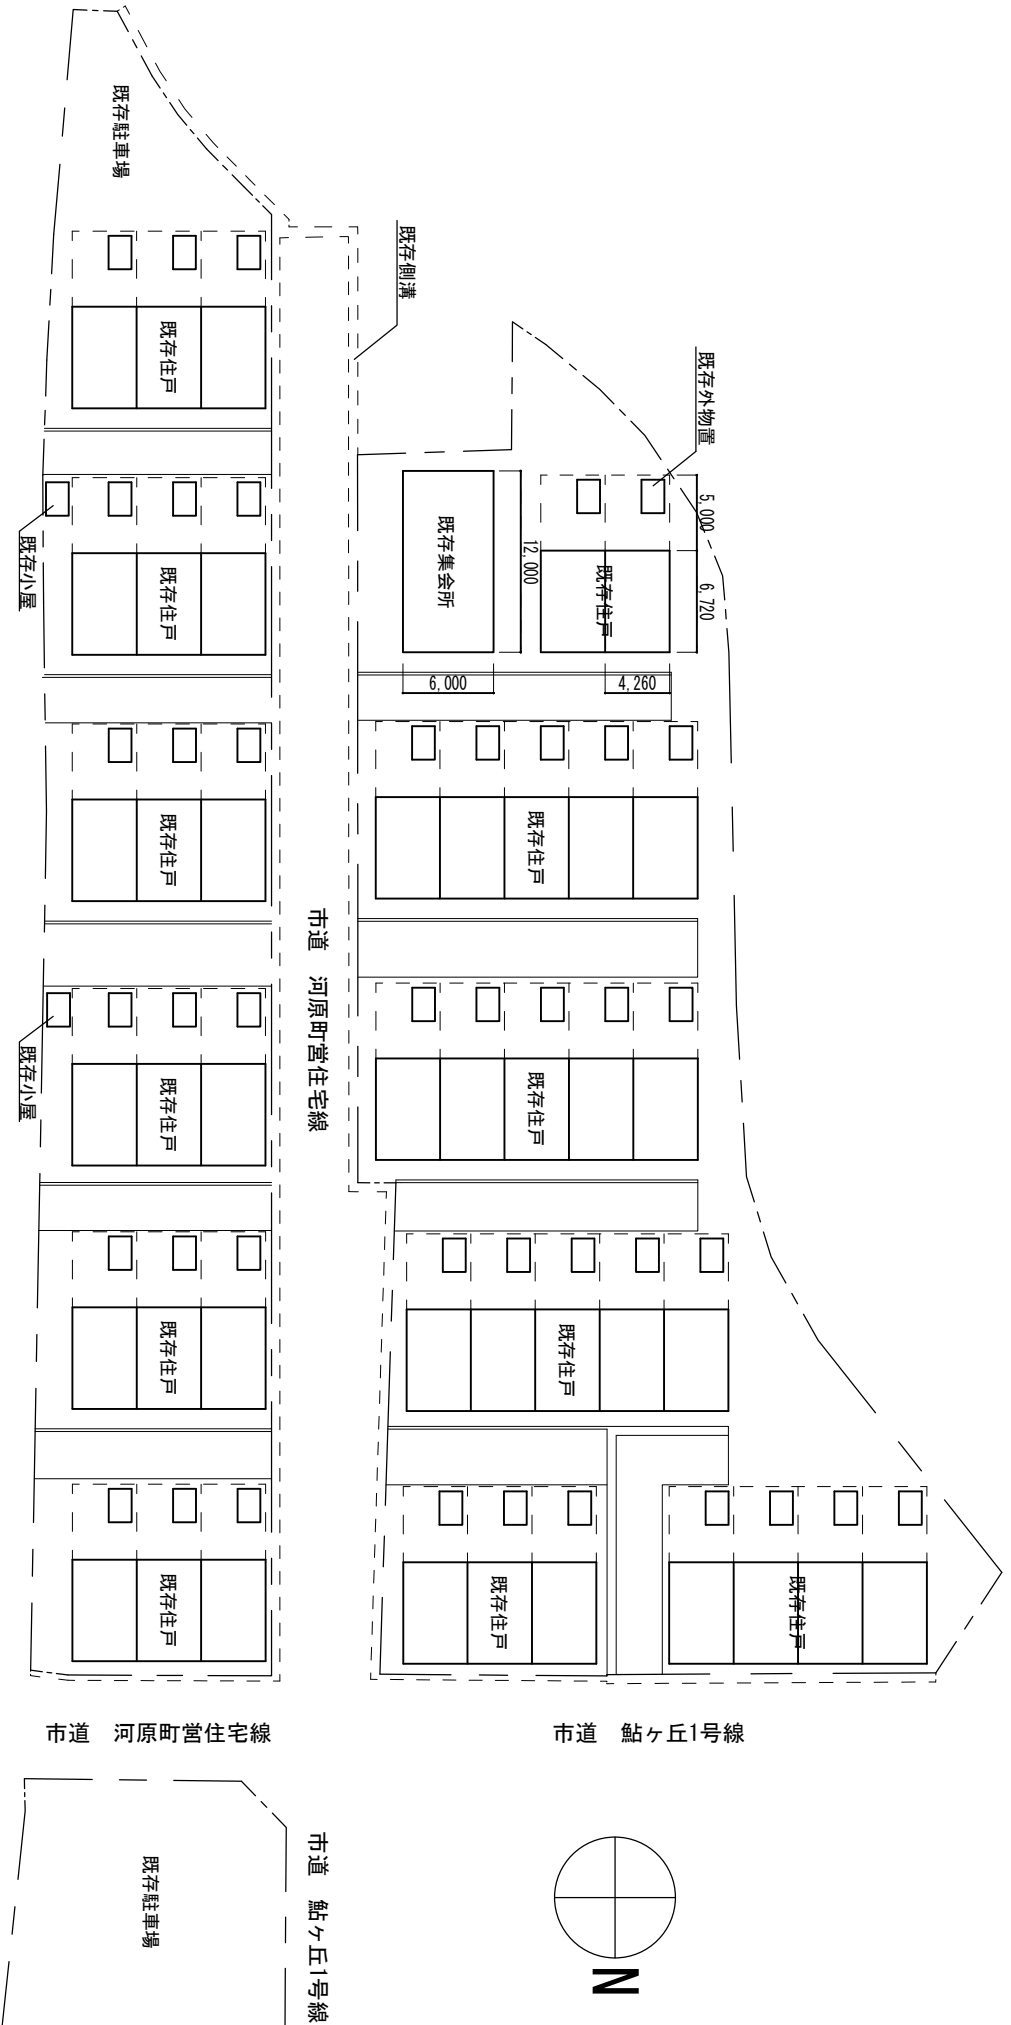 既存駐車場
既存側溝
既存外物置
既存住戸
5,000
6,720
既存集会所
12,000
既存住戸
6,000
4,260
既存小屋
既存住戸
既存住戸
既存住戸
市道　河原町営住宅線
既存住戸
既存小屋
既存住戸
既存住戸
既存住戸
既存住戸
既存住戸
既存住戸
既存住戸
市道　河原町営住宅線
市道　鮎ヶ丘1号線
市道　鮎ヶ丘1号線
既存駐車場
N